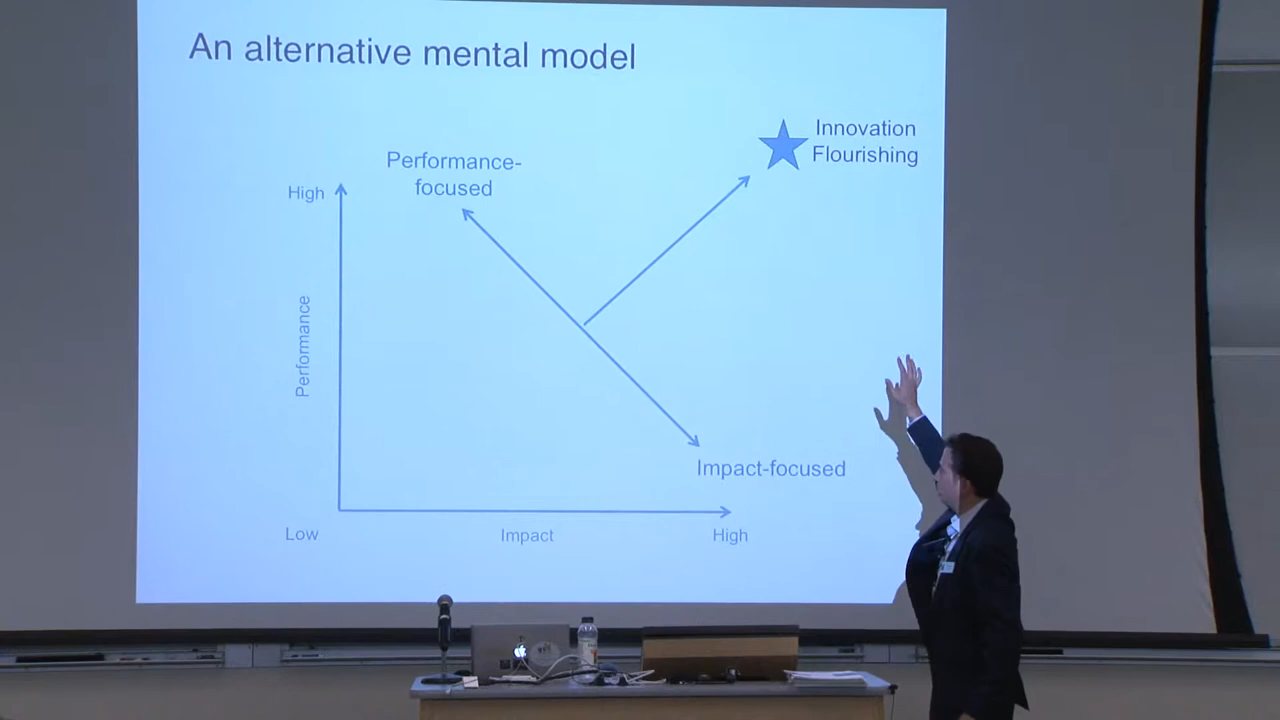 An alternative mental model
Innovation
Flourishing
Performance-
focused
High
Performance
Impact-focused
Low
Impact
High